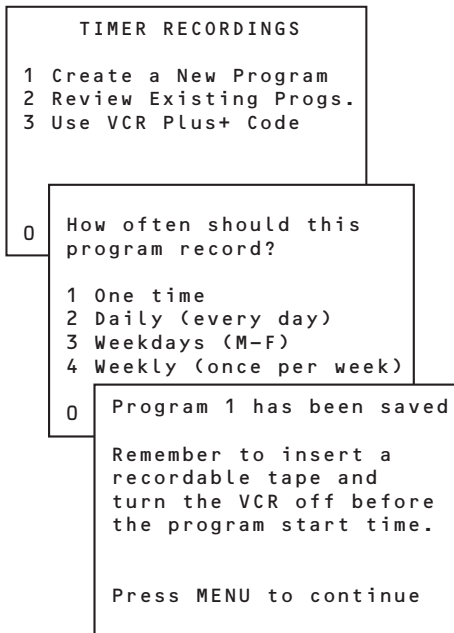 TIMER RECORDINGS
1 Create a New Program
2 Review Existing Progs.
3 Use VCR Plus+ Code
0
How often should this
program record?
1 One time
2 Daily (every day)
3 Weekdays (M–F)
4 Weekly (once per week)
0
Program 1 has been saved
Remember to insert a
recordable tape and
turn the VCR off before
the program start time.
Press MENU to continue